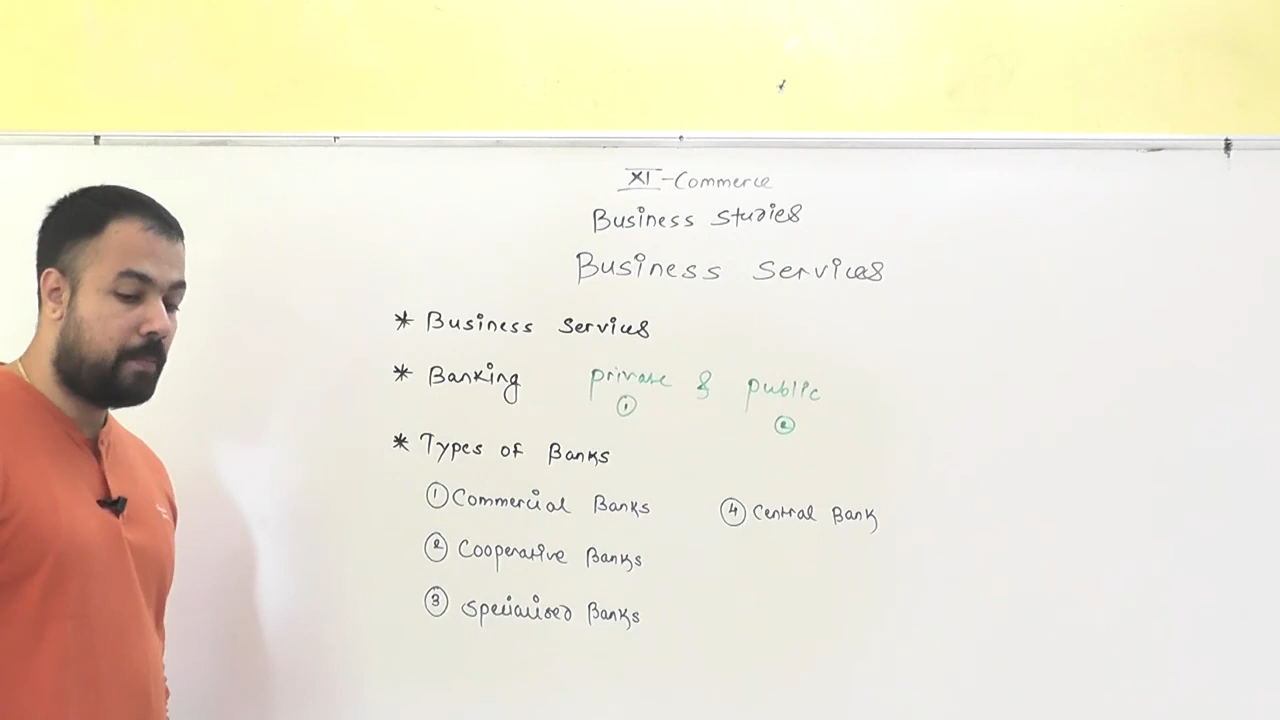 XI-Commerce
Business Studies
Business Services
* Business Services
* Banking private & public
① ②
* Types of Banks
① Commercial Banks ④ Central Bank
② Cooperative Banks
③ Specialised Banks